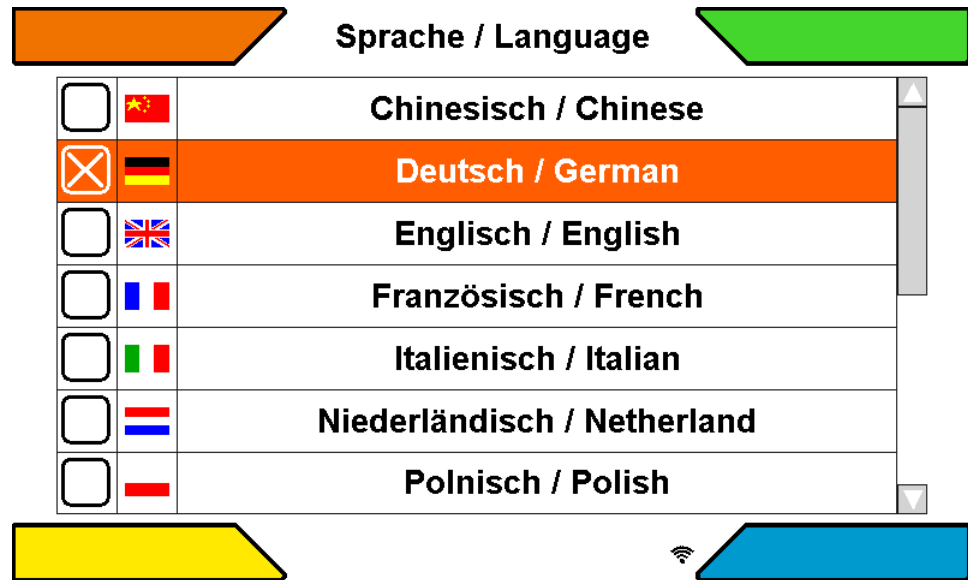 Sprache / Language
Chinesisch / Chinese
Deutsch / German
Englisch / English
Französisch / French
Italienisch / Italian
Niederländisch / Netherland
Polnisch / Polish